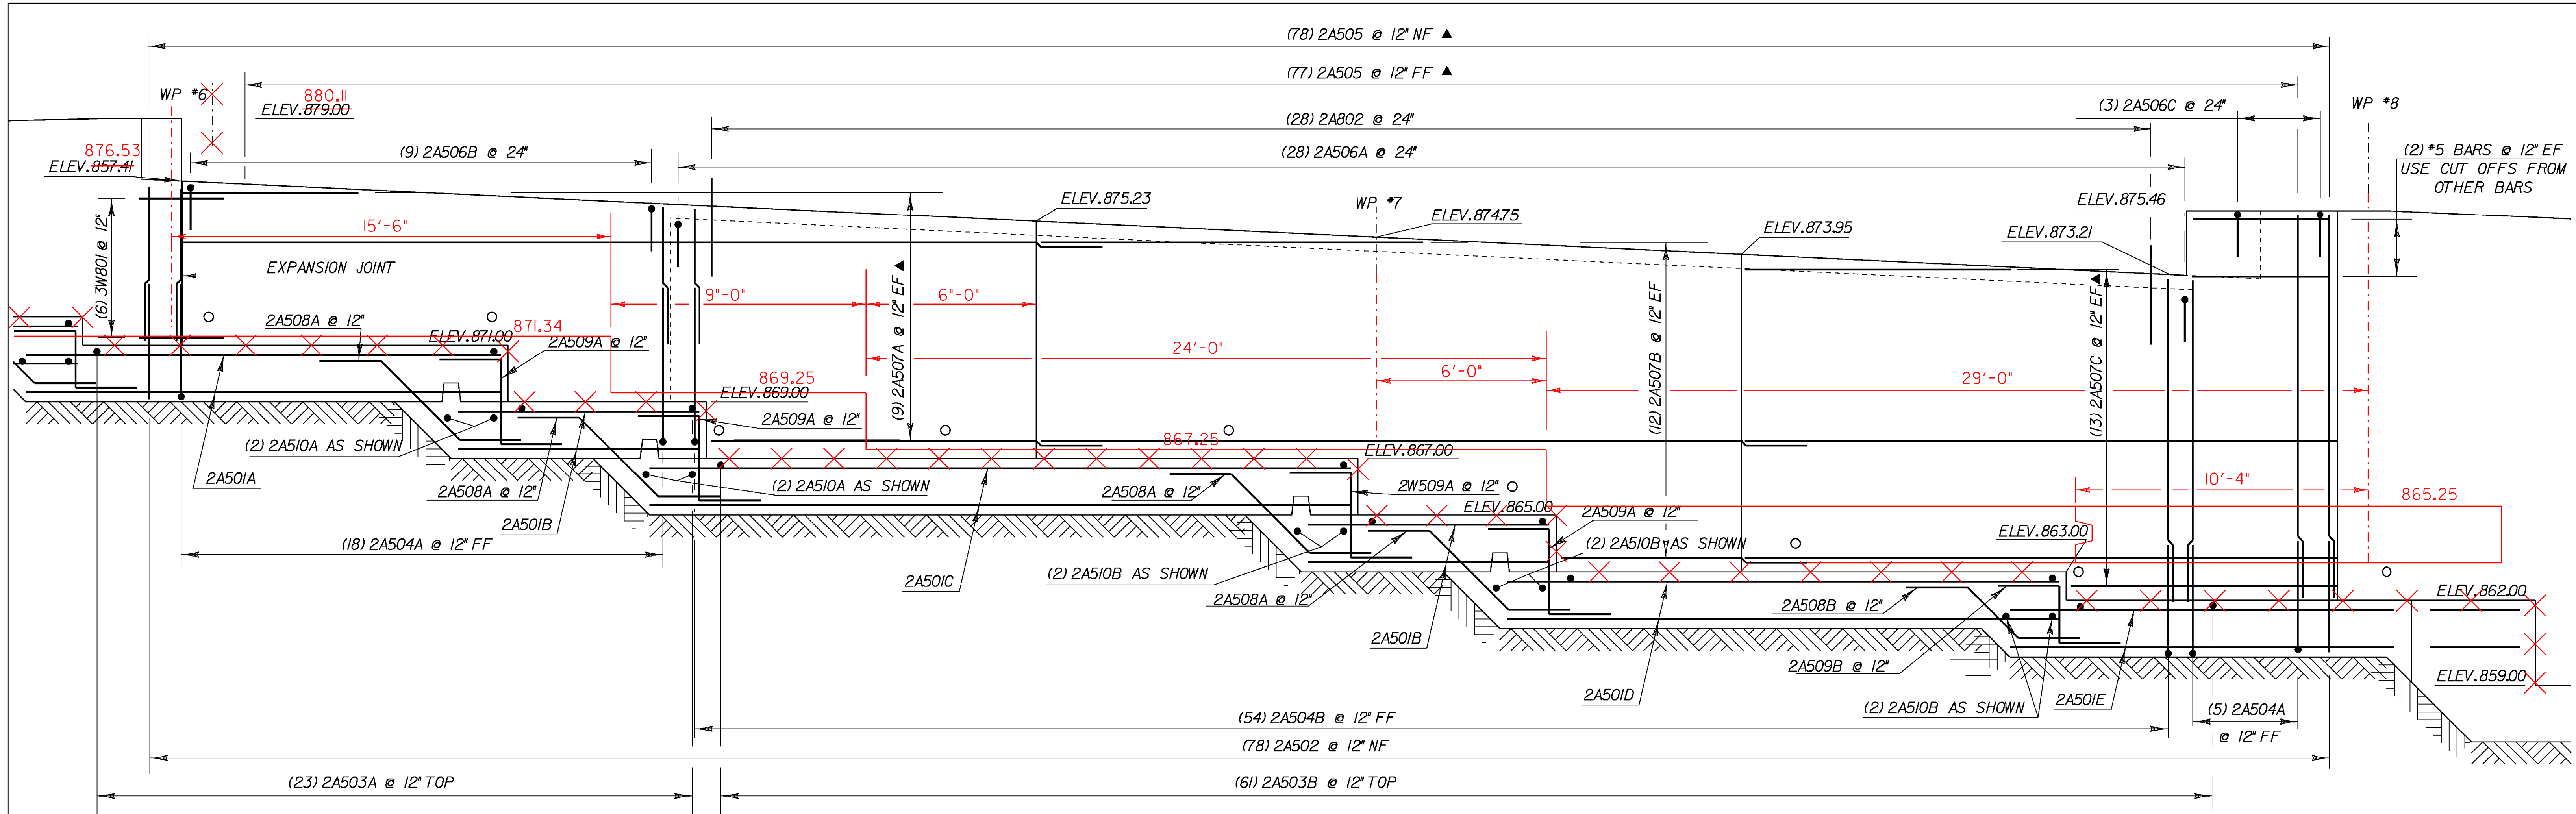 (78) 2A505 @ 12" NF ▲
(77) 2A505 @ 12" FF ▲
WP #6
880.11
ELEV. 879.00
(3) 2A506C @ 24"
WP #8
(28) 2A802 @ 24"
876.53
ELEV. 857.41
(9) 2A506B @ 24"
(28) 2A506A @ 24"
(2) #5 BARS @ 12" EF
USE CUT OFFS FROM
OTHER BARS
ELEV. 875.23
WP #7
ELEV. 874.75
ELEV. 875.46
ELEV. 873.95
ELEV. 873.21
15'-6"
(6) 3W801 @ 12"
EXPANSION JOINT
9"-0"
6"-0"
(9) 2A507A @ 12" EF ▲
(12) 2A507B @ 12" EF
(13) 2A507C @ 12" EF ▲
2A508A @ 12"
ELEV. 871.00
871.34
2A509A @ 12"
24'-0"
6'-0"
29'-0"
869.25
ELEV. 869.00
2A509A @ 12"
(2) 2A510A AS SHOWN
867.25
ELEV. 867.00
2A501A
2A508A @ 12"
(2) 2A510A AS SHOWN
2A508A @ 12"
2W509A @ 12"
10'-4"
865.25
2A501B
ELEV. 865.00
2A509A @ 12"
ELEV. 863.00
(18) 2A504A @ 12" FF
(2) 2A510B AS SHOWN
2A501C
(2) 2A510B AS SHOWN
2A508A @ 12"
2A508B @ 12"
ELEV. 862.00
2A501B
2A509B @ 12"
ELEV. 859.00
2A501D
(2) 2A510B AS SHOWN
2A501E
(5) 2A504A
@ 12" FF
(54) 2A504B @ 12" FF
(78) 2A502 @ 12" NF
(23) 2A503A @ 12" TOP
(61) 2A503B @ 12" TOP